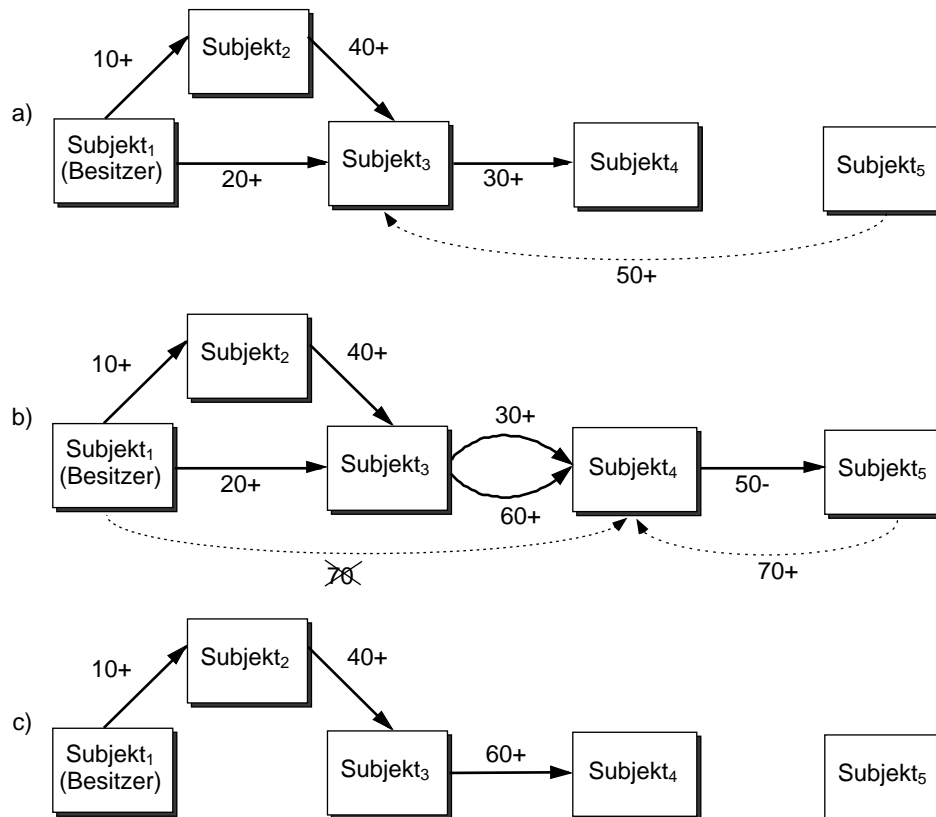 Subjekt₂
10+
40+
a)
Subjekt₁
(Besitzer)
Subjekt₃
Subjekt₄
Subjekt₅
20+
30+
50+
Subjekt₂
10+
40+
b)
Subjekt₁
(Besitzer)
30+
Subjekt₃
Subjekt₄
Subjekt₅
20+
50-
60+
70
70+
Subjekt₂
10+
40+
c)
Subjekt₁
(Besitzer)
60+
Subjekt₃
Subjekt₄
Subjekt₅